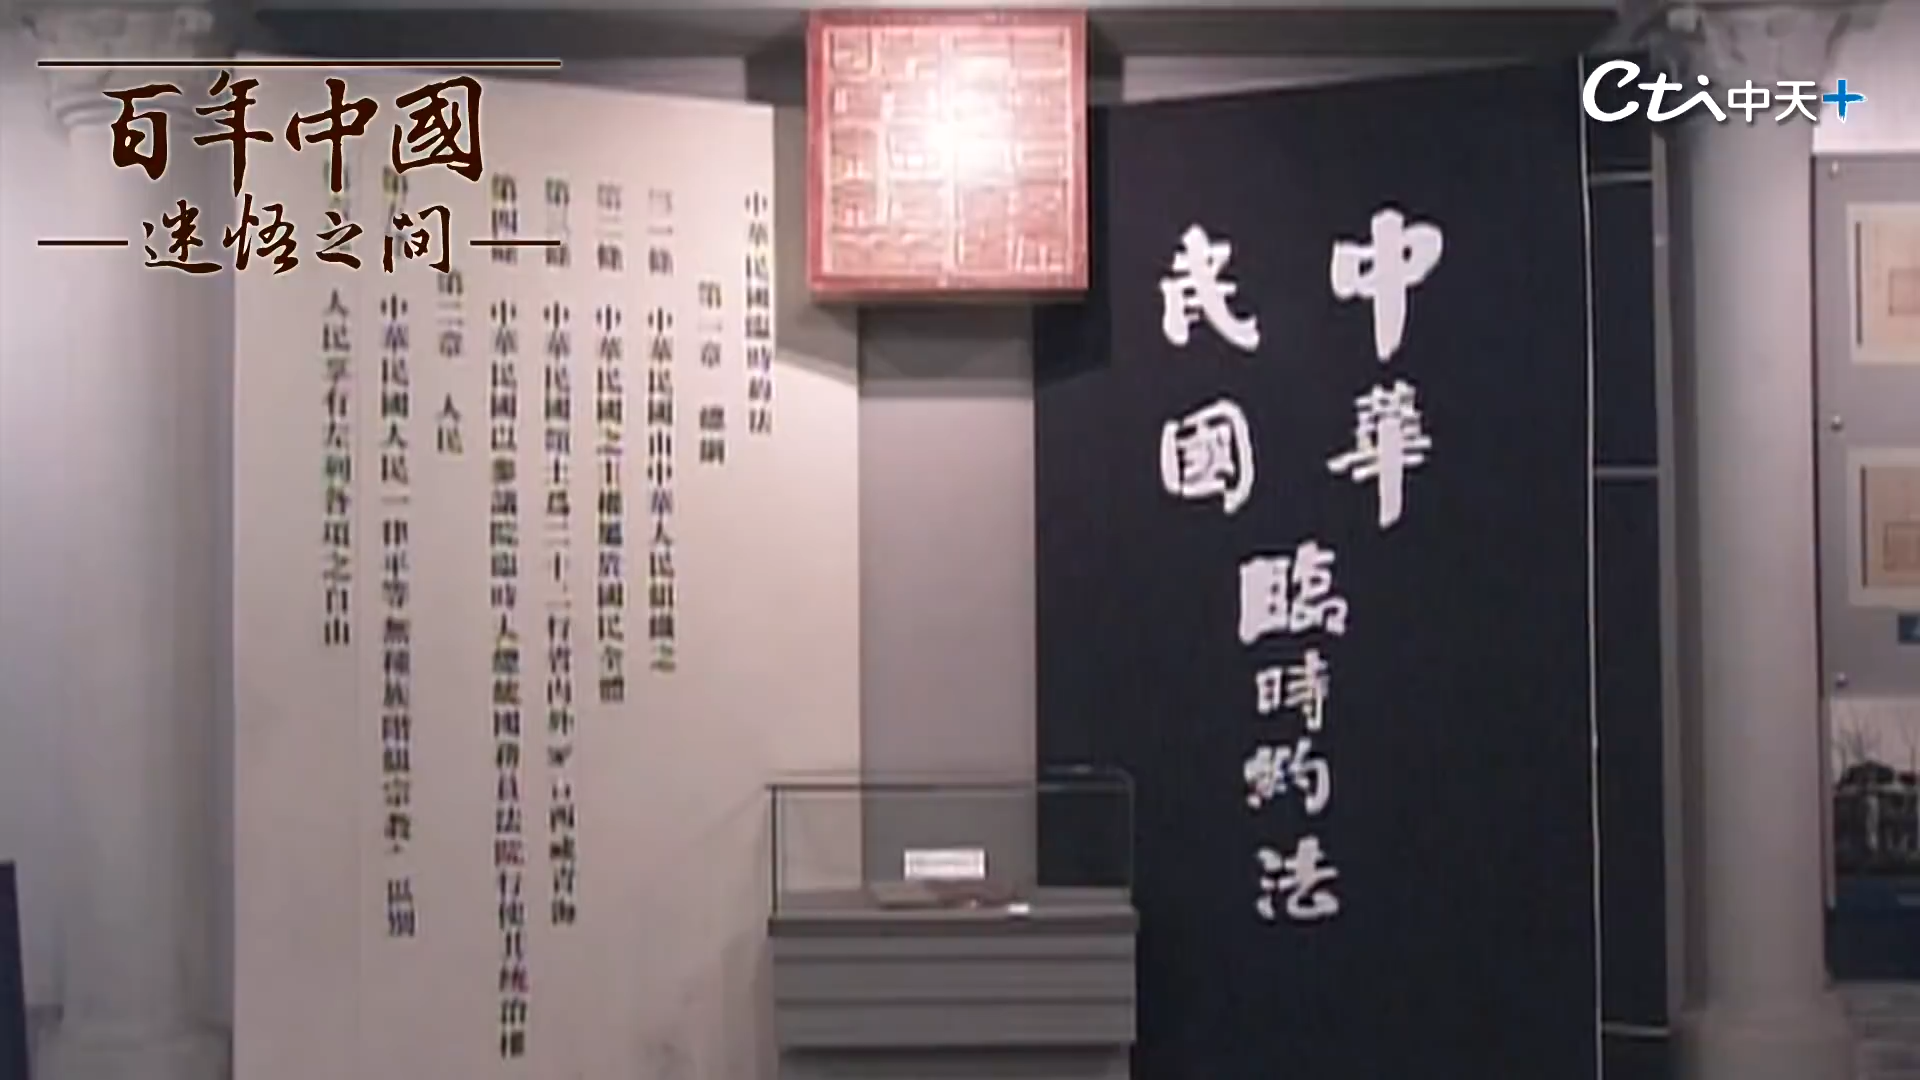 百年中國
迷悟之间
Cti中天+
中華民國
臨時約法
中華民國臨時約法
第一章 總綱
第一條 中華民國由中華人民組織之
第二條 中華民國之主權屬於國民全體
第三條 中華民國領土爲二十二行省內外蒙古西藏青海
第四條 中華民國以參議院臨時大總統國務員法院行使其統治權
第二章 人民
中華民國人民一律平等無種族階級宗教之區別
人民享有左列各項之自由